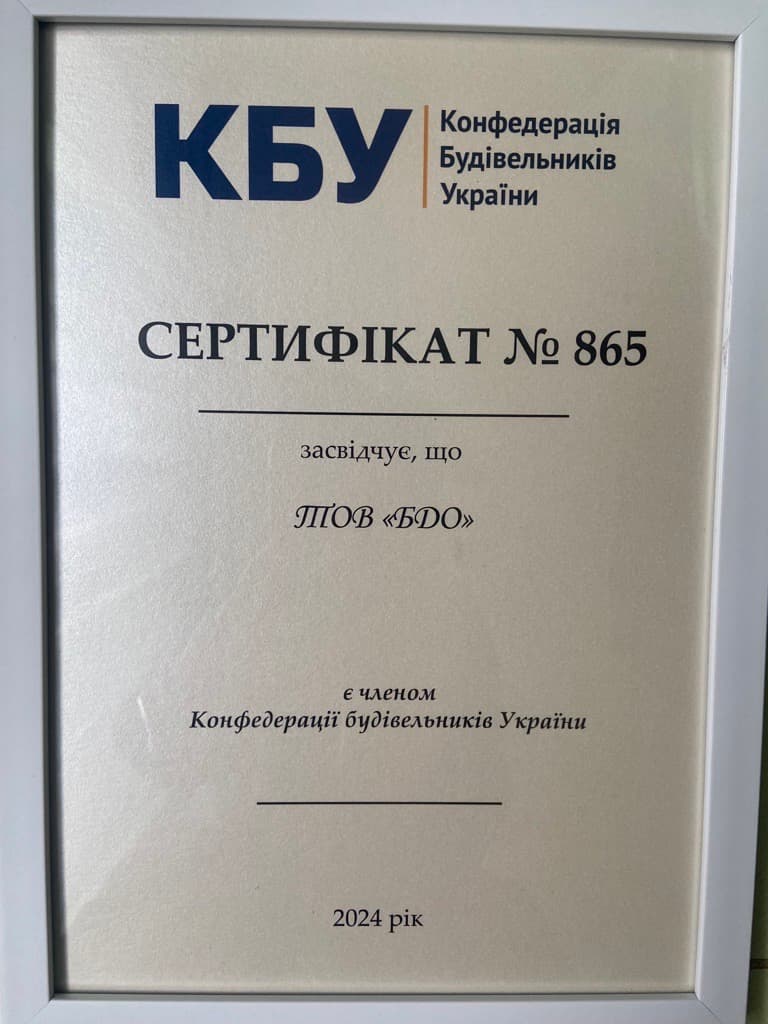 КБУ
Конфедерація
Будівельників
України
СЕРТИФІКАТ № 865
засвідчує, що
ТОВ «БДО»
є членом
Конфедерації будівельників України
2024 рік